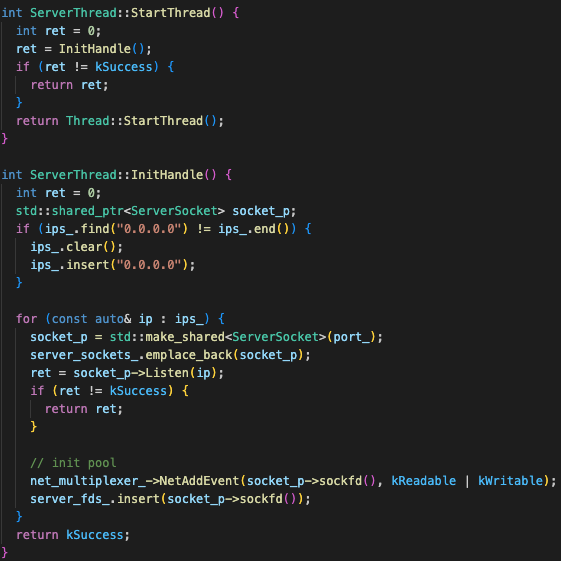 int ServerThread::StartThread() {
  int ret = 0;
  ret = InitHandle();
  if (ret != kSuccess) {
    return ret;
  }
  return Thread::StartThread();
}

int ServerThread::InitHandle() {
  int ret = 0;
  std::shared_ptr<ServerSocket> socket_p;
  if (ips_.find("0.0.0.0") != ips_.end()) {
    ips_.clear();
    ips_.insert("0.0.0.0");
  }

  for (const auto& ip : ips_) {
    socket_p = std::make_shared<ServerSocket>(port_);
    server_sockets_.emplace_back(socket_p);
    ret = socket_p->Listen(ip);
    if (ret != kSuccess) {
      return ret;
    }

    // init pool
    net_multiplexer_->NetAddEvent(socket_p->sockfd(), kReadable | kWritable);
    server_fds_.insert(socket_p->sockfd());
  }
  return kSuccess;
}